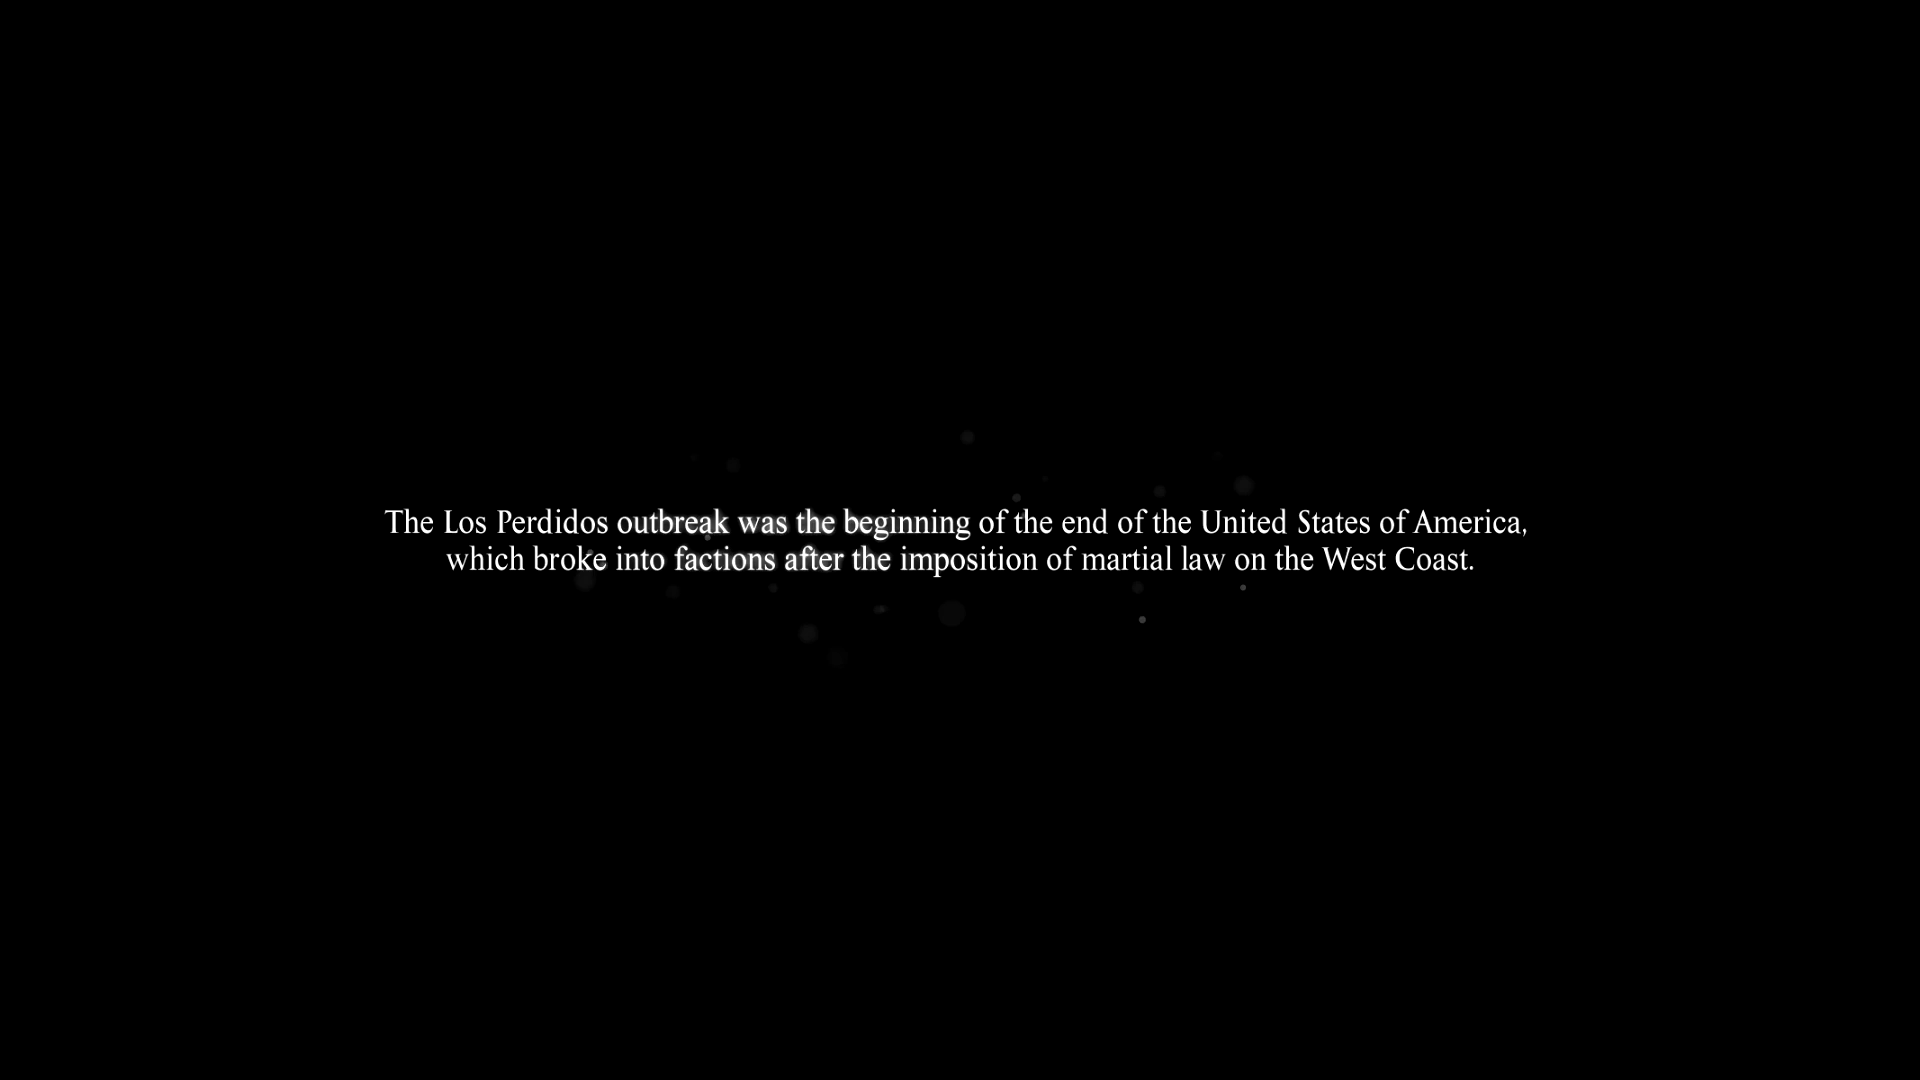 The Los Perdidos outbreak was the beginning of the end of the United States of America,
which broke into factions after the imposition of martial law on the West Coast.